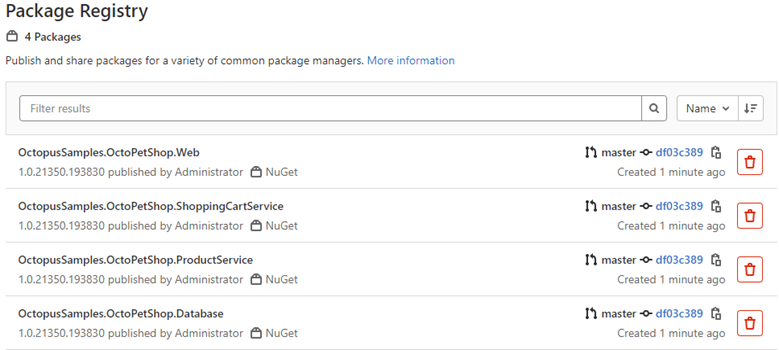 Package Registry
4 Packages
Publish and share packages for a variety of common package managers. More information
Filter results
Name
OctopusSamples.OctoPetShop.Web
master df03c389
1.0.21350.193830 published by Administrator NuGet
Created 1 minute ago
OctopusSamples.OctoPetShop.ShoppingCartService
master df03c389
1.0.21350.193830 published by Administrator NuGet
Created 1 minute ago
OctopusSamples.OctoPetShop.ProductService
master df03c389
1.0.21350.193830 published by Administrator NuGet
Created 1 minute ago
OctopusSamples.OctoPetShop.Database
master df03c389
1.0.21350.193830 published by Administrator NuGet
Created 1 minute ago